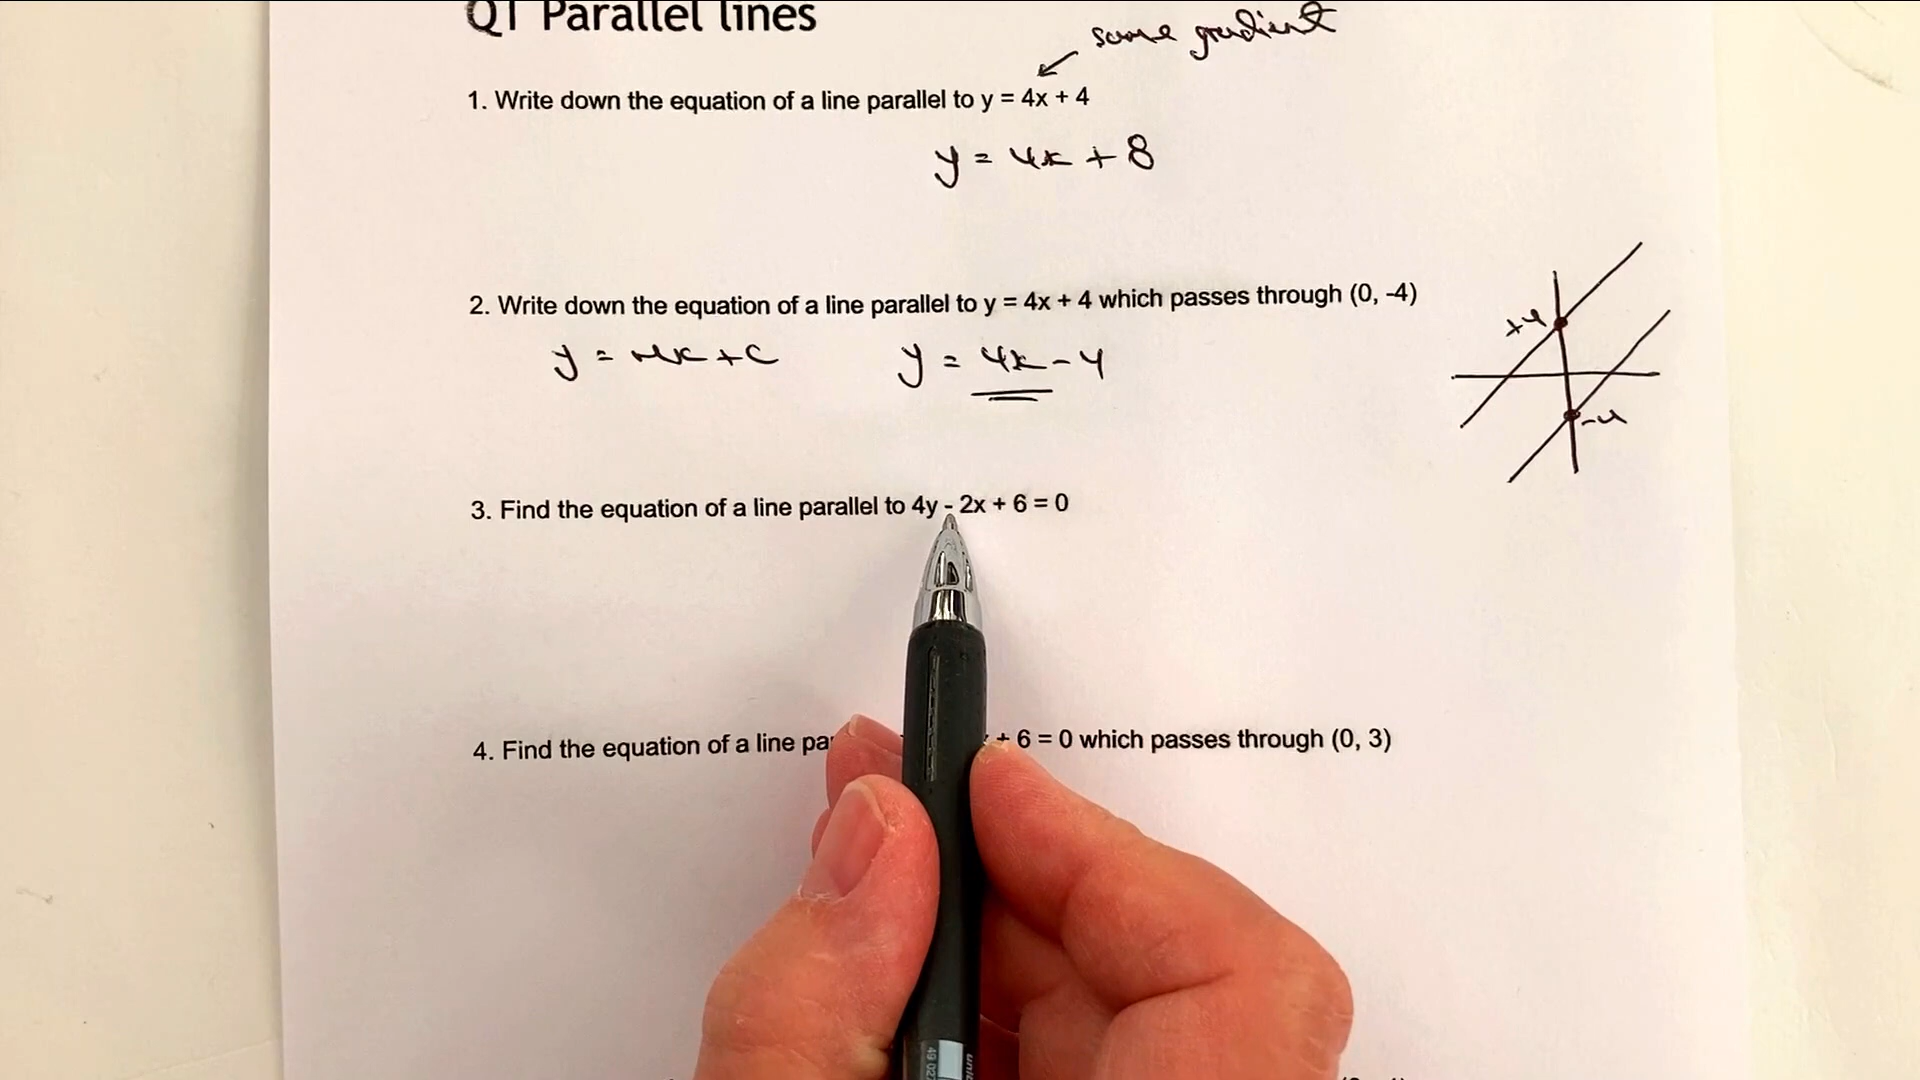 Q1 Parallel lines
same gradient
1. Write down the equation of a line parallel to y = 4x + 4
y = 4x + 8
2. Write down the equation of a line parallel to y = 4x + 4 which passes through (0, -4)
y = mx + c
y = 4x - 4
+4
-4
3. Find the equation of a line parallel to 4y - 2x + 6 = 0
4. Find the equation of a line + 6 = 0 which passes through (0, 3)